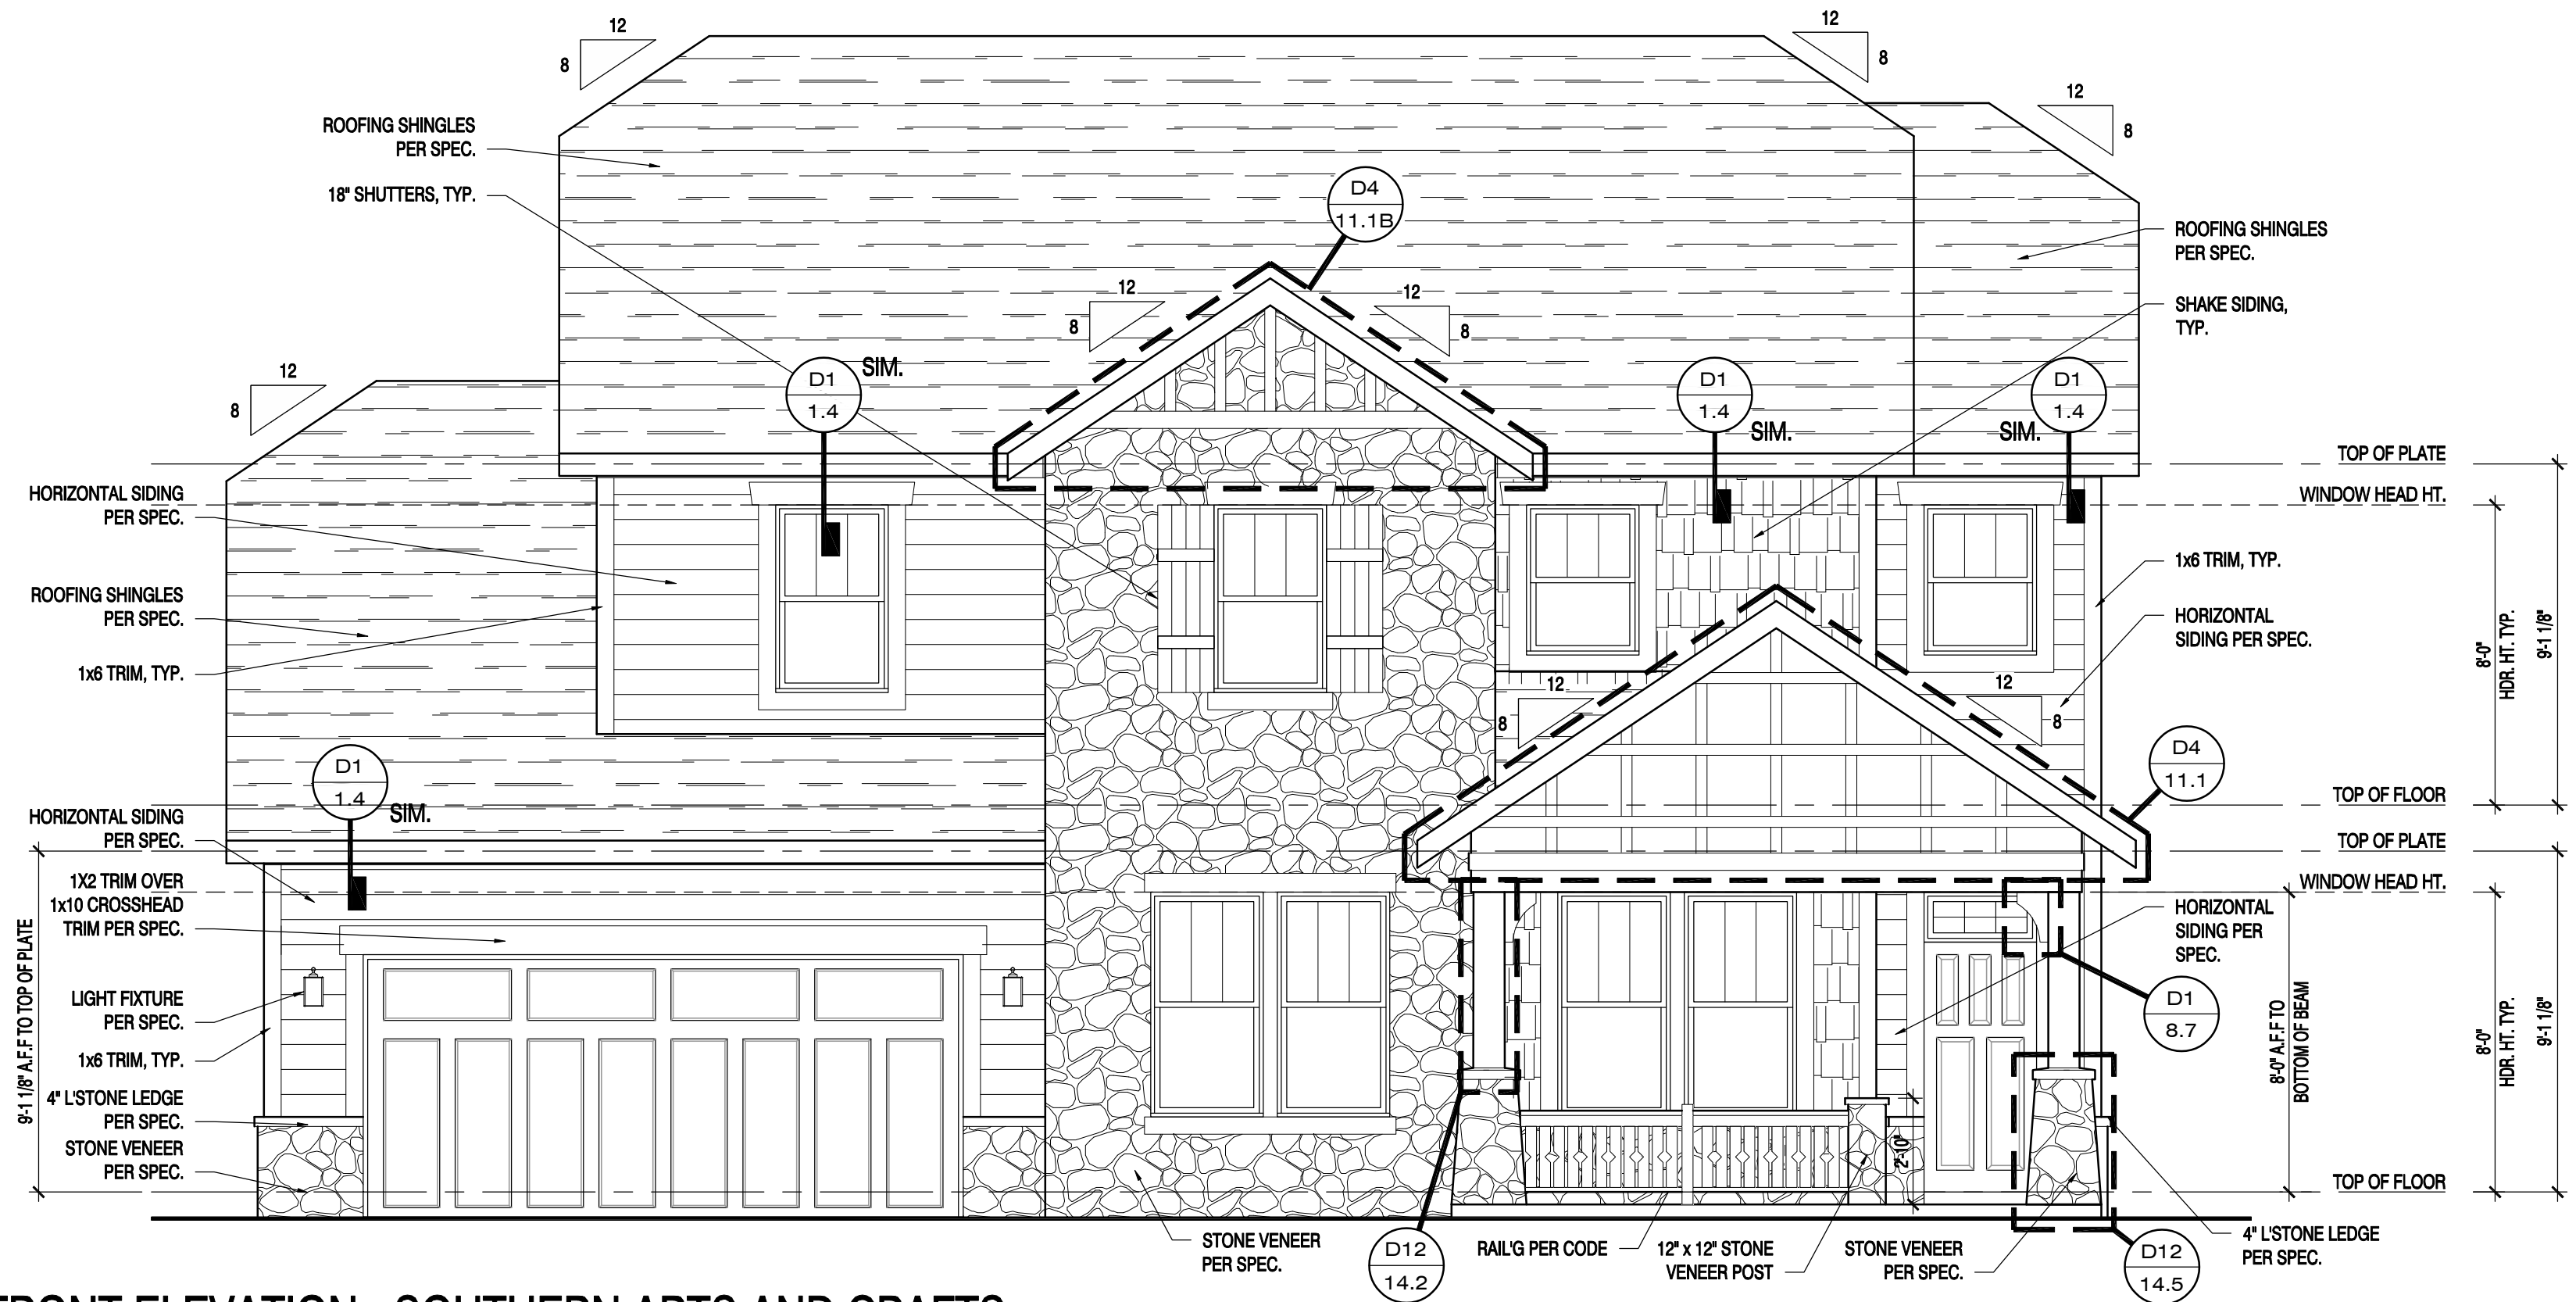 12
8
12
8
12
8
ROOFING SHINGLES
PER SPEC.
18" SHUTTERS, TYP.
D4
11.1B
ROOFING SHINGLES
PER SPEC.
SHAKE SIDING,
TYP.
12
8
12
8
12
8
D1
1.4
SIM.
D1
1.4
SIM.
D1
1.4
SIM.
TOP OF PLATE
WINDOW HEAD HT.
HORIZONTAL SIDING
PER SPEC.
ROOFING SHINGLES
PER SPEC.
1x6 TRIM, TYP.
1x6 TRIM, TYP.
HORIZONTAL
SIDING PER SPEC.
8'-0"
HDR. HT. TYP.
9'-1 1/8"
12
8
12
8
D4
11.1
D1
1.4
SIM.
TOP OF FLOOR
TOP OF PLATE
WINDOW HEAD HT.
HORIZONTAL SIDING
PER SPEC.
1X2 TRIM OVER
1x10 CROSSHEAD
TRIM PER SPEC.
LIGHT FIXTURE
PER SPEC.
1x6 TRIM, TYP.
4" L'STONE LEDGE
PER SPEC.
STONE VENEER
PER SPEC.
9'-1 1/8" A.F.F TO TOP OF PLATE
HORIZONTAL
SIDING PER
SPEC.
D1
8.7
8'-0" A.F.F TO
BOTTOM OF BEAM
8'-0"
HDR. HT. TYP.
9'-1 1/8"
2'-10"
TOP OF FLOOR
STONE VENEER
PER SPEC.
D12
14.2
RAIL'G PER CODE
12" x 12" STONE
VENEER POST
STONE VENEER
PER SPEC.
D12
14.5
4" L'STONE LEDGE
PER SPEC.
FRONT ELEVATION - SOUTHERN ARTS AND CRAFTS